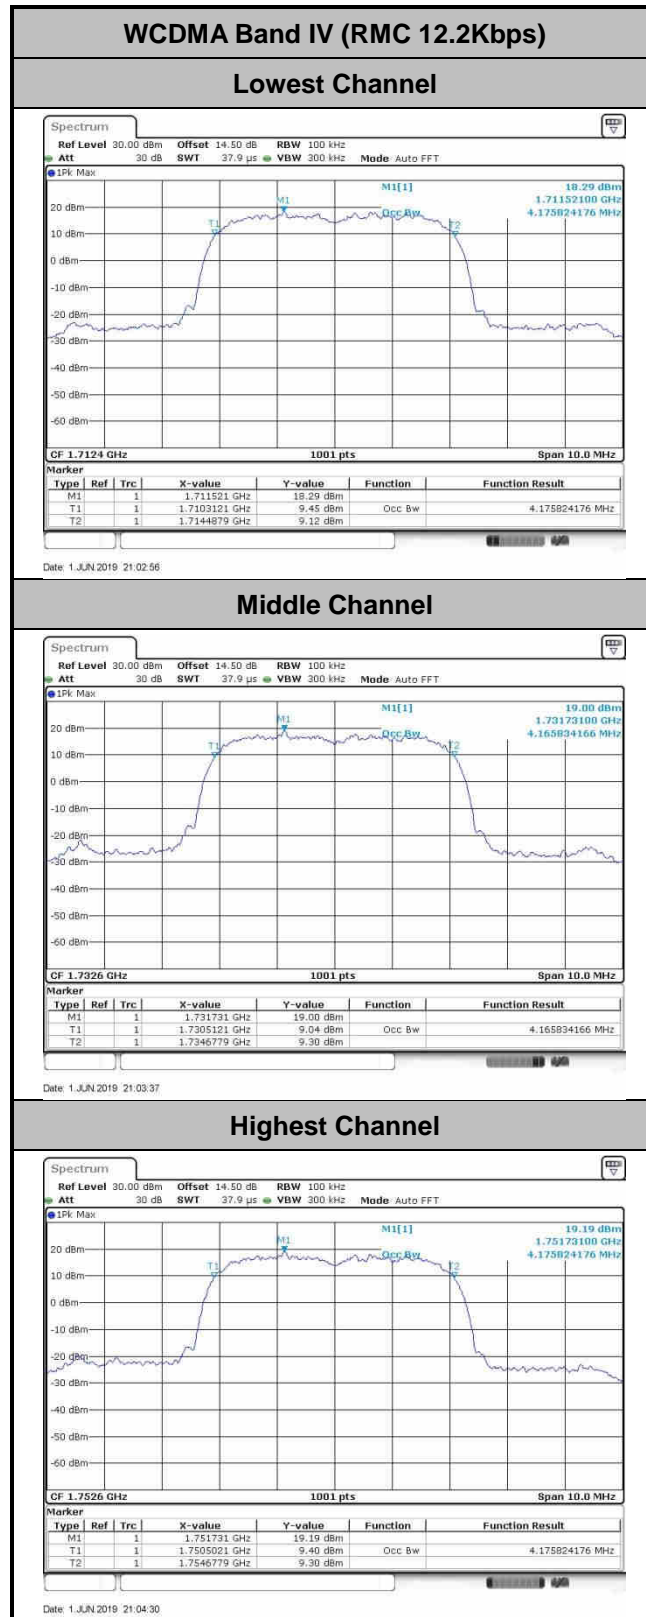 WCDMA Band IV (RMC 12.2Kbps)
Lowest Channel
Spectrum
Ref Level 30.00 dBm Offset 14.50 dB RBW 100 kHz
Att 30 dB SWT 37.9 µs VBW 300 kHz Mode Auto FFT
1Pk Max
M1[1] 18.29 dBm
1.71152100 GHz
Occ Bw 4.175824176 MHz
M1
T1
T2
20 dBm
10 dBm
0 dBm
-10 dBm
-20 dBm
-30 dBm
-40 dBm
-50 dBm
-60 dBm
CF 1.7124 GHz 1001 pts Span 10.0 MHz
Marker
Type Ref Trc X-value Y-value Function Function Result
M1 1 1.711521 GHz 18.29 dBm
T1 1 1.7103121 GHz 9.45 dBm Occ Bw 4.175824176 MHz
T2 1 1.7144879 GHz 9.12 dBm
Date: 1.JUN.2019 21:02:56
Middle Channel
Spectrum
Ref Level 30.00 dBm Offset 14.50 dB RBW 100 kHz
Att 30 dB SWT 37.9 µs VBW 300 kHz Mode Auto FFT
1Pk Max
M1[1] 19.00 dBm
1.73173100 GHz
Occ Bw 4.165834166 MHz
M1
T1
T2
20 dBm
10 dBm
0 dBm
-10 dBm
-20 dBm
-30 dBm
-40 dBm
-50 dBm
-60 dBm
CF 1.7326 GHz 1001 pts Span 10.0 MHz
Marker
Type Ref Trc X-value Y-value Function Function Result
M1 1 1.731731 GHz 19.00 dBm
T1 1 1.7305121 GHz 9.04 dBm Occ Bw 4.165834166 MHz
T2 1 1.7346779 GHz 9.30 dBm
Date: 1.JUN.2019 21:03:37
Highest Channel
Spectrum
Ref Level 30.00 dBm Offset 14.50 dB RBW 100 kHz
Att 30 dB SWT 37.9 µs VBW 300 kHz Mode Auto FFT
1Pk Max
M1[1] 19.19 dBm
1.75173100 GHz
Occ Bw 4.175824176 MHz
M1
T1
T2
20 dBm
10 dBm
0 dBm
-10 dBm
-20 dBm
-30 dBm
-40 dBm
-50 dBm
-60 dBm
CF 1.7526 GHz 1001 pts Span 10.0 MHz
Marker
Type Ref Trc X-value Y-value Function Function Result
M1 1 1.751731 GHz 19.19 dBm
T1 1 1.7505021 GHz 9.40 dBm Occ Bw 4.175824176 MHz
T2 1 1.7546779 GHz 9.30 dBm
Date: 1.JUN.2019 21:04:30